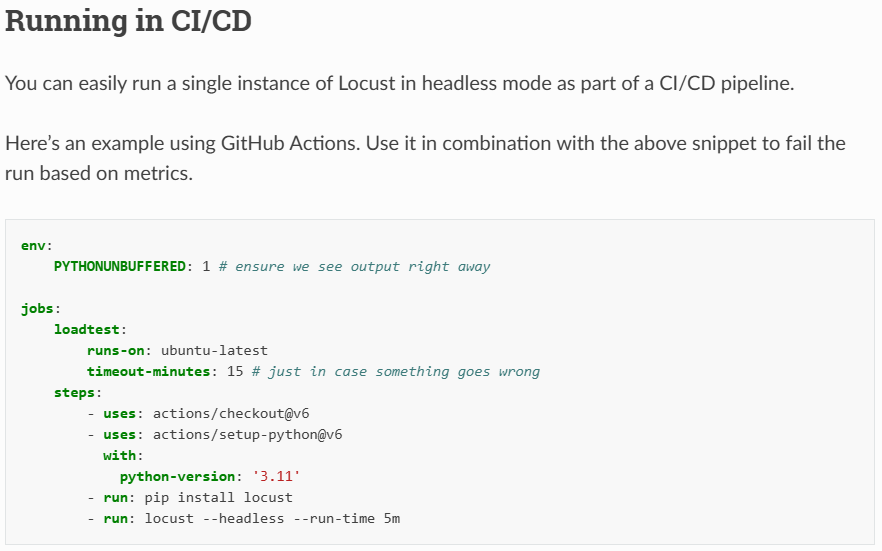 Running in CI/CD
You can easily run a single instance of Locust in headless mode as part of a CI/CD pipeline.
Here’s an example using GitHub Actions. Use it in combination with the above snippet to fail the
run based on metrics.
env:
    PYTHONUNBUFFERED: 1 # ensure we see output right away

jobs:
    loadtest:
        runs-on: ubuntu-latest
        timeout-minutes: 15 # just in case something goes wrong
    steps:
        - uses: actions/checkout@v6
        - uses: actions/setup-python@v6
          with:
            python-version: '3.11'
        - run: pip install locust
        - run: locust --headless --run-time 5m